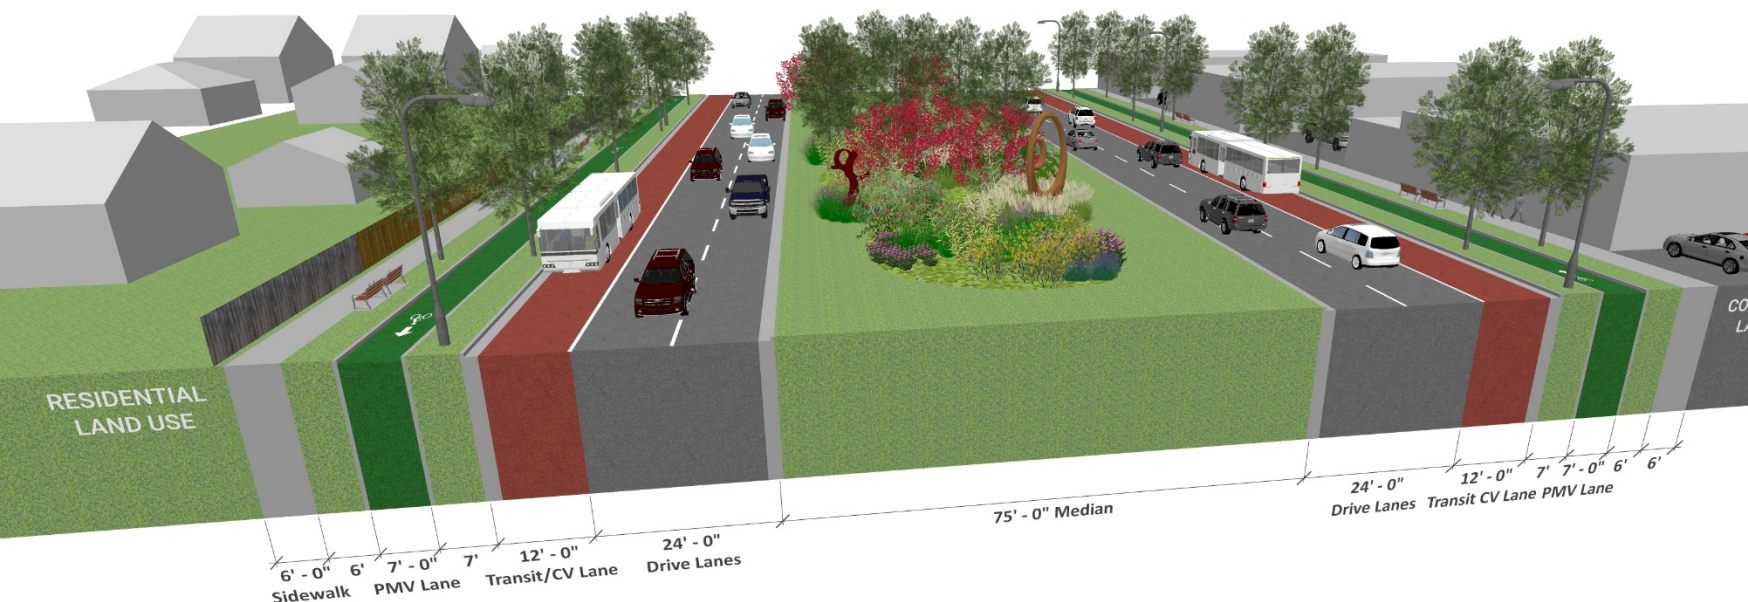 RESIDENTIAL
LAND USE
6' - 0"
Sidewalk
6'
7' - 0"
PMV Lane
7'
12' - 0"
Transit/CV Lane
24' - 0"
Drive Lanes
75' - 0" Median
24' - 0"
Drive Lanes
12' - 0"
Transit CV Lane
7'
7' - 0"
PMV Lane
6'
6'